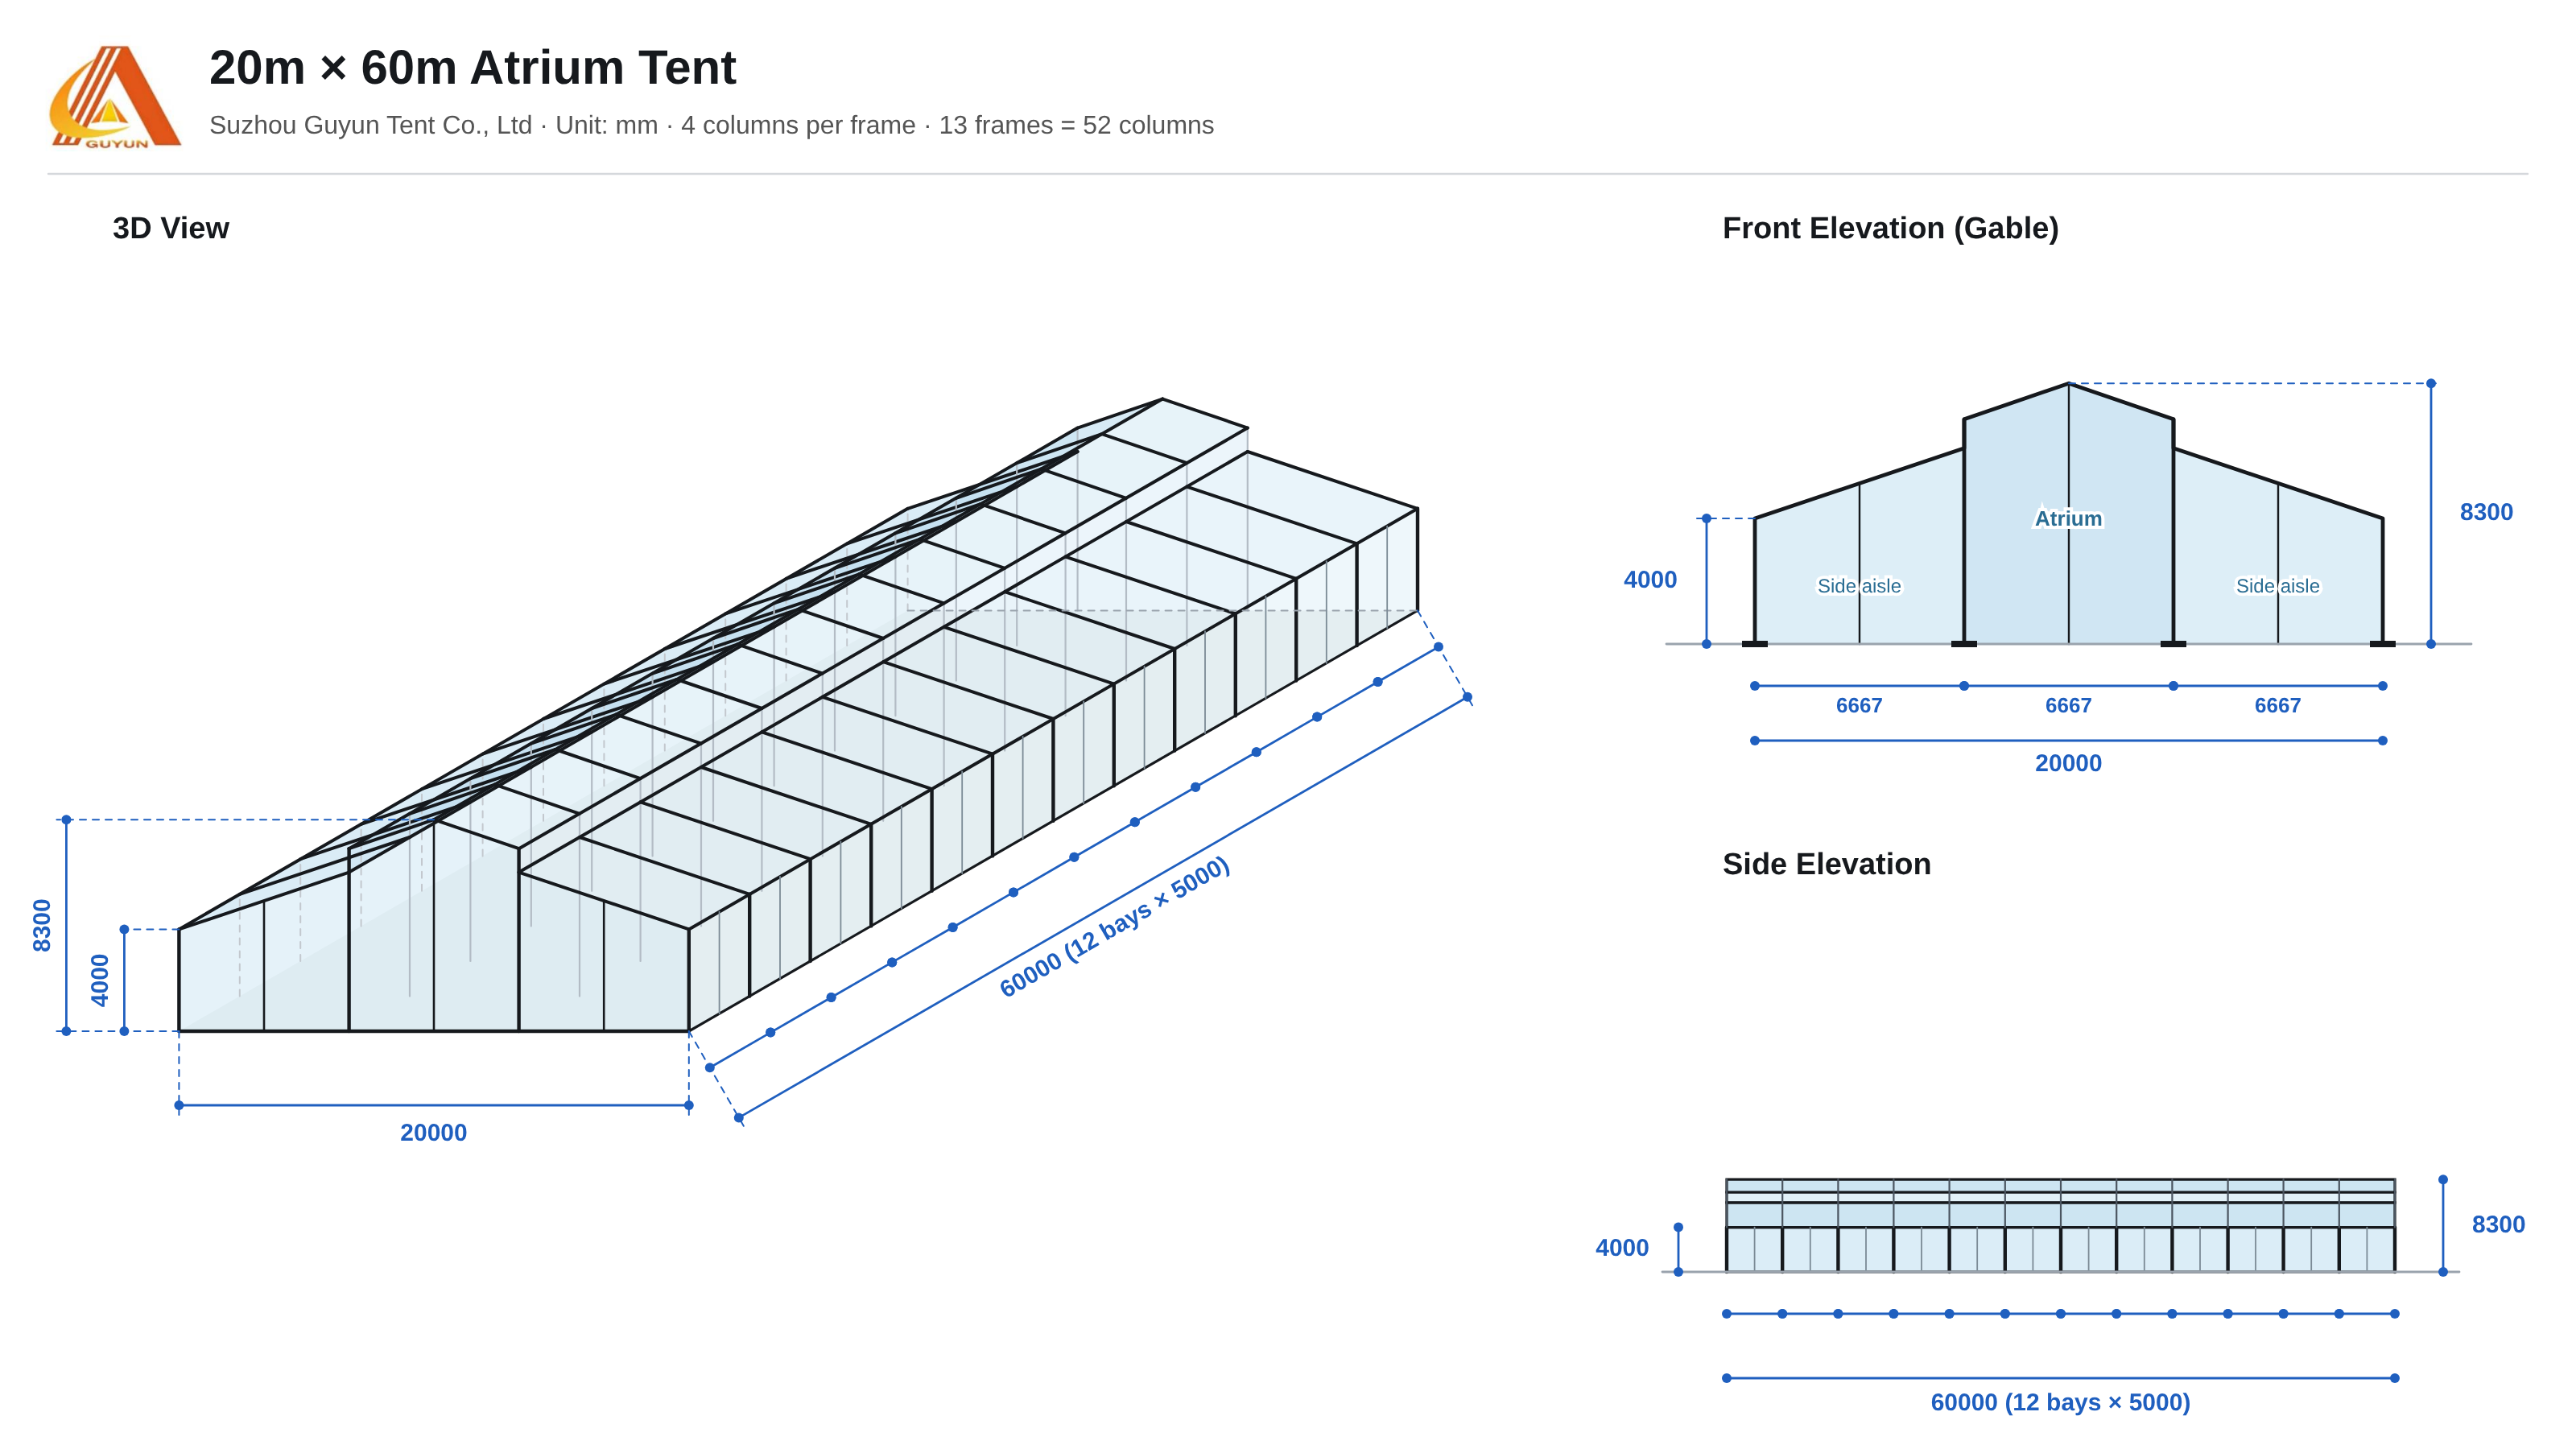 GUYUN
20m × 60m Atrium Tent
Suzhou Guyun Tent Co., Ltd · Unit: mm · 4 columns per frame · 13 frames = 52 columns
3D View
8300
4000
20000
60000 (12 bays × 5000)
Front Elevation (Gable)
Atrium
Side aisle
Side aisle
4000
8300
6667
6667
6667
20000
Side Elevation
4000
8300
60000 (12 bays × 5000)